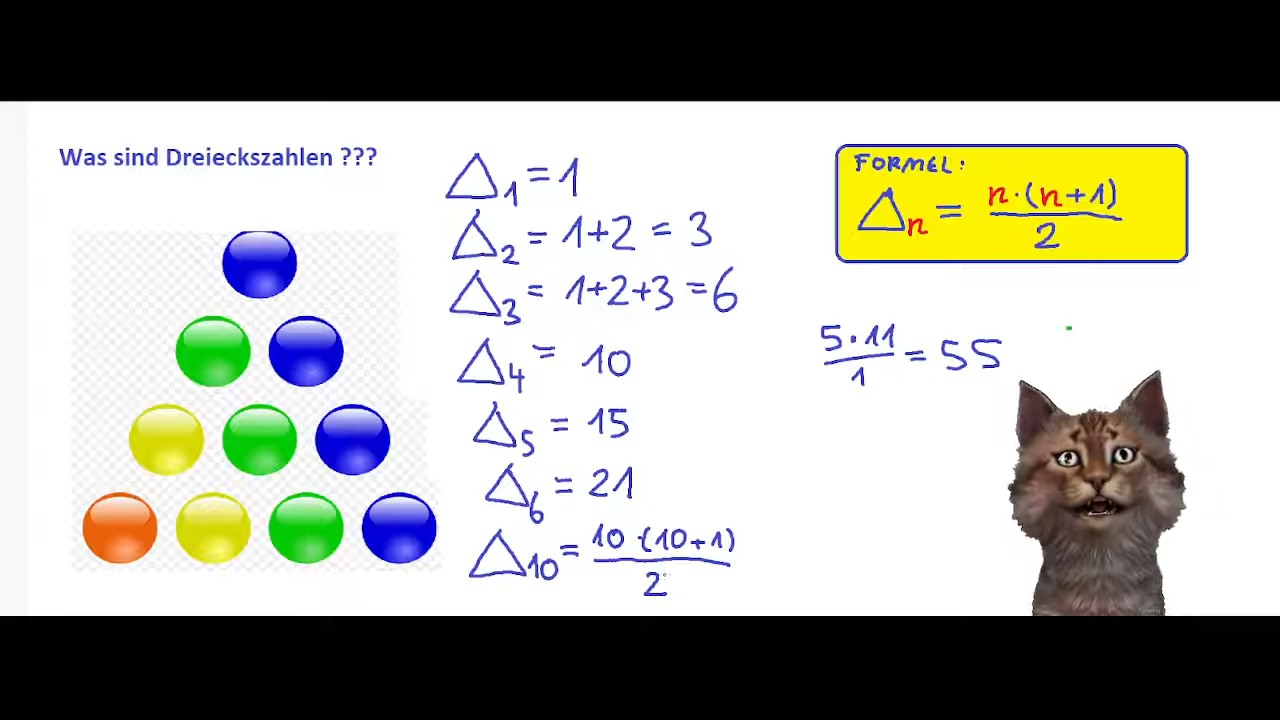 Was sind Dreieckszahlen ???
△₁ = 1
△₂ = 1+2 = 3
△₃ = 1+2+3 = 6
△₄ = 10
△₅ = 15
△₆ = 21
△₁₀ = 10 · (10+1) / 2
FORMEL:
△ₙ = n · (n+1) / 2
5 · 11 / 1 = 55